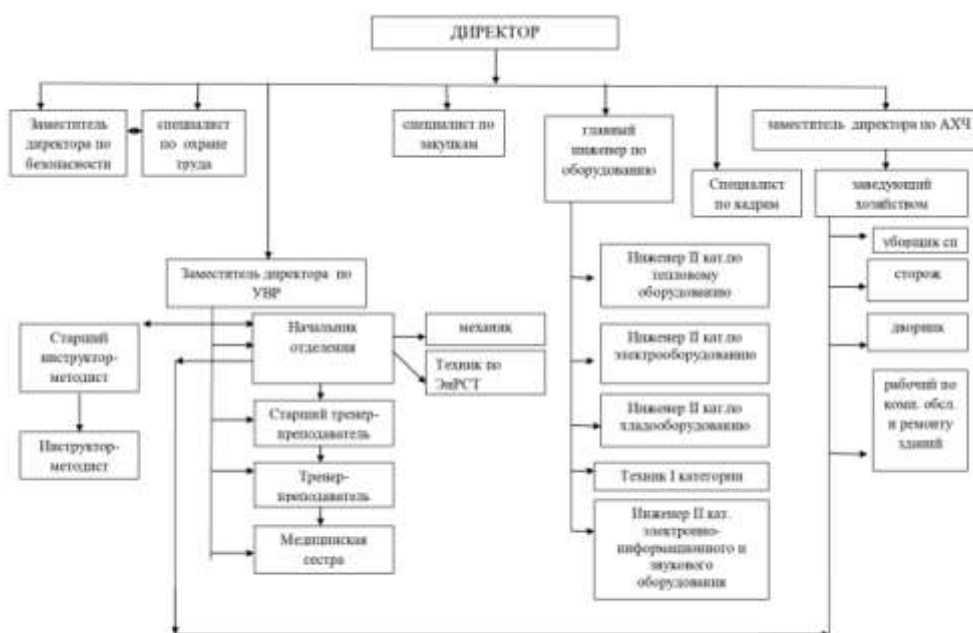 ДИРЕКТОР
Заместитель
директора по
безопасности
специалист
по охране
труда
специалист по
закупкам
главный
инженер по
оборудованию
Специалист
по кадрам
заместитель директора по АХЧ
заведующий
хозяйством
уборщик сп
сторож
дворник
рабочий по
комп. обсл.
и ремонту
зданий
Заместитель директора по
УВР
Начальник
отделения
механик
Техник по
ЭиРСТ
Старший
инструктор-
методист
Инструктор-
методист
Старший тренер-
преподаватель
Тренер-
преподаватель
Медицинская
сестра
Инженер II кат.по
тепловому
оборудованию
Инженер II кат.по
электрооборудованию
Инженер II кат.по
хладооборудованию
Техник I категории
Инженер II кат.
электронно-
информационного и
звукового
оборудования